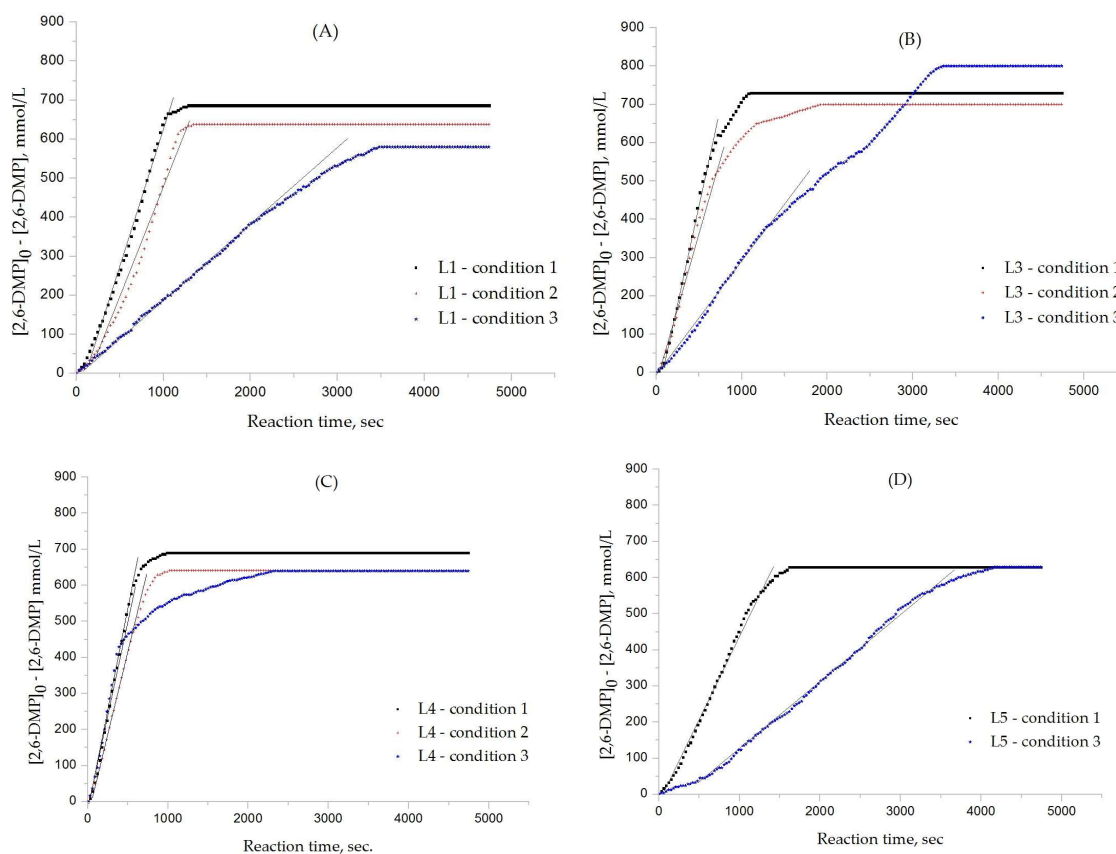 (A)
[2,6-DMP]0 - [2,6-DMP], mmol/L
900
800
700
600
500
400
300
200
100
0
L1 - condition 1
L1 - condition 2
L1 - condition 3
0 1000 2000 3000 4000 5000
Reaction time, sec
(B)
[2,6-DMP]0 - [2,6-DMP], mmol/L
900
800
700
600
500
400
300
200
100
0
L3 - condition 1
L3 - condition 2
L3 - condition 3
0 1000 2000 3000 4000 5000
Reaction time, sec
(C)
[2,6-DMP]0 - [2,6-DMP] mmol/L
900
800
700
600
500
400
300
200
100
0
L4 - condition 1
L4 - condition 2
L4 - condition 3
0 1000 2000 3000 4000 5000
Reaction time, sec.
(D)
[2,6-DMP]0 - [2,6-DMP], mmol/L
900
800
700
600
500
400
300
200
100
0
L5 - condition 1
L5 - condition 3
0 1000 2000 3000 4000 5000
Reaction time, sec